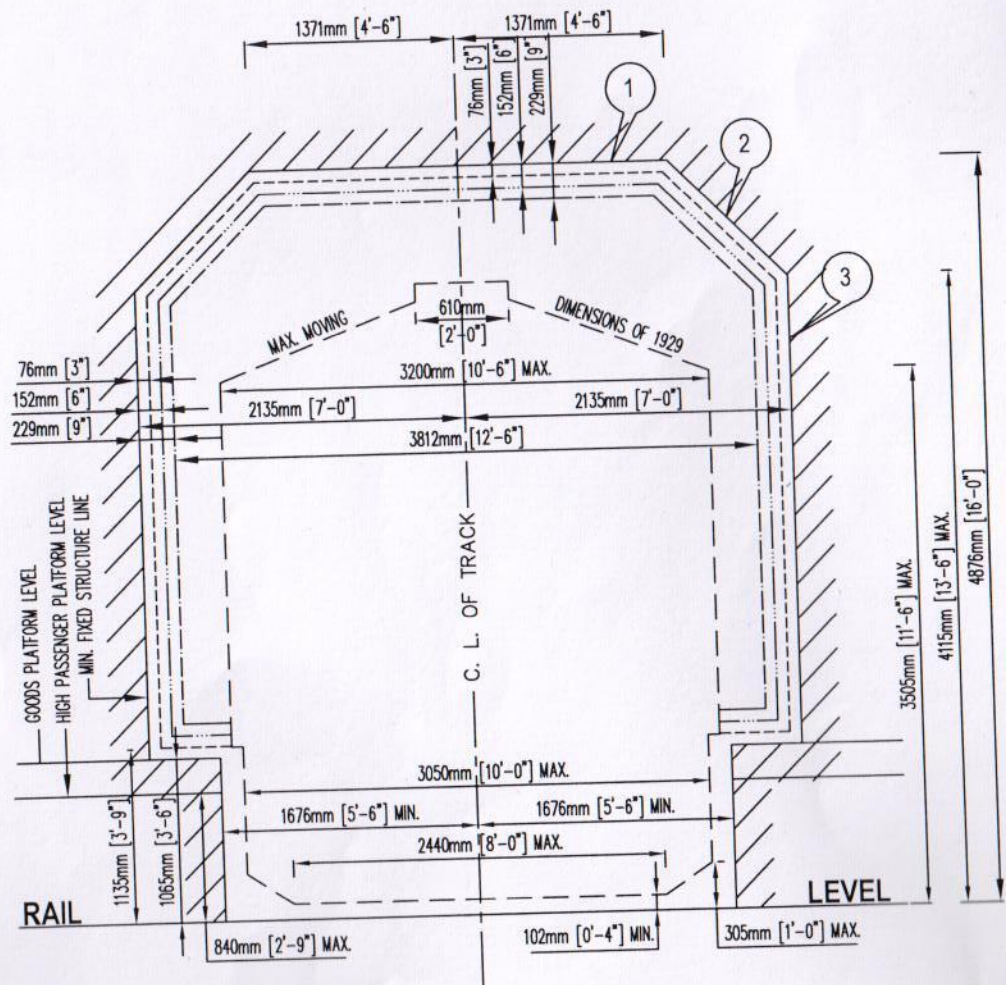 1371mm [4'-6"]
1371mm [4'-6"]
76mm [3"]
152mm [6"]
229mm [9"]
1
2
3
MAX. MOVING
610mm
[2'-0"]
DIMENSIONS OF 1929
76mm [3"]
152mm [6"]
229mm [9"]
3200mm [10'-6"] MAX.
2135mm [7'-0"]
2135mm [7'-0"]
3812mm [12'-6"]
GOODS PLATFORM LEVEL
HIGH PASSENGER PLATFORM LEVEL
MIN. FIXED STRUCTURE LINE
C. L. OF TRACK
3505mm [11'-6"] MAX.
4115mm [13'-6"] MAX.
4876mm [16'-0"]
3050mm [10'-0"] MAX.
1676mm [5'-6"] MIN.
1676mm [5'-6"] MIN.
2440mm [8'-0"] MAX.
1135mm [3'-9"]
1065mm [3'-6"]
RAIL
LEVEL
840mm [2'-9"] MAX.
102mm [0'-4"] MIN.
305mm [1'-0"] MAX.